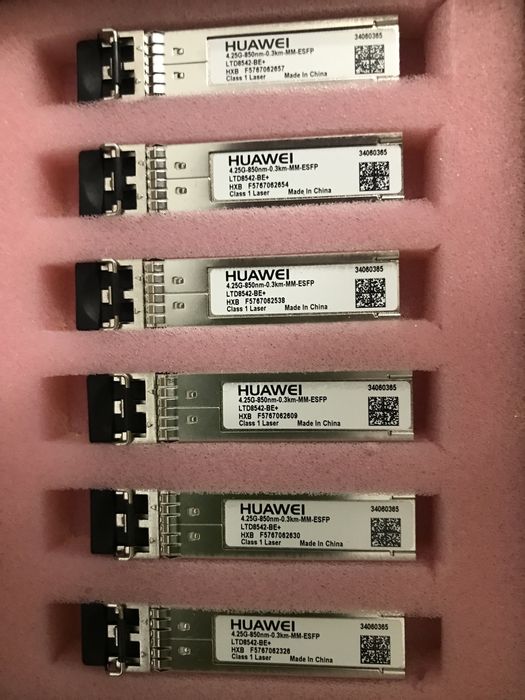 HUAWEI 34060365
4.25G-850nm-0.3km-MM-ESFP
LTD8542-BE+
HXB F5767062657
Class 1 Laser Made In China
HUAWEI 34060365
4.25G-850nm-0.3km-MM-ESFP
LTD8542-BE+
HXB F5767062654
Class 1 Laser Made In China
HUAWEI 34060365
4.25G-850nm-0.3km-MM-ESFP
LTD8542-BE+
HXB F5767062538
Class 1 Laser Made In China
HUAWEI 34060365
4.25G-850nm-0.3km-MM-ESFP
LTD8542-BE+
HXB F5767062609
Class 1 Laser Made In China
HUAWEI 34060365
4.25G-850nm-0.3km-MM-ESFP
LTD8542-BE+
HXB F5767062630
Class 1 Laser Made In China
HUAWEI 34060365
4.25G-850nm-0.3km-MM-ESFP
LTD8542-BE+
HXB F5767062326
Class 1 Laser Made In China